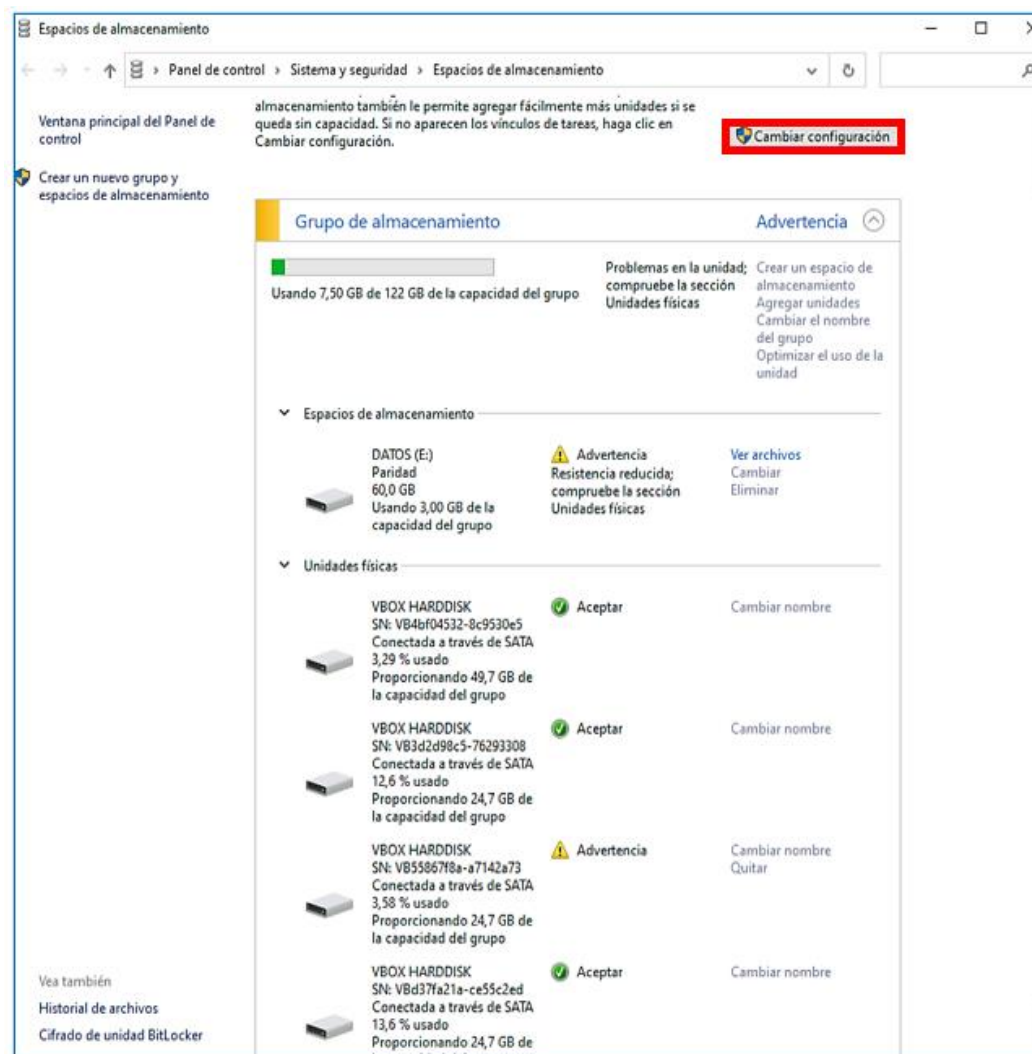 Espacios de almacenamiento
Panel de control > Sistema y seguridad > Espacios de almacenamiento
Ventana principal del Panel de
control
Crear un nuevo grupo y
espacios de almacenamiento
almacenamiento también le permite agregar fácilmente más unidades si se
queda sin capacidad. Si no aparecen los vínculos de tareas, haga clic en
Cambiar configuración.
Cambiar configuración
Grupo de almacenamiento
Advertencia
Usando 7,50 GB de 122 GB de la capacidad del grupo
Problemas en la unidad;
compruebe la sección
Unidades físicas
Crear un espacio de
almacenamiento
Agregar unidades
Cambiar el nombre
del grupo
Optimizar el uso de la
unidad
Espacios de almacenamiento
DATOS (E:)
Paridad
60,0 GB
Usando 3,00 GB de la
capacidad del grupo
Advertencia
Resistencia reducida;
compruebe la sección
Unidades físicas
Ver archivos
Cambiar
Eliminar
Unidades físicas
VBOX HARDDISK
SN: VB4bf04532-8c9530e5
Conectada a través de SATA
3,29 % usado
Proporcionando 49,7 GB de
la capacidad del grupo
Aceptar
Cambiar nombre
VBOX HARDDISK
SN: VB3d2d98c5-76293308
Conectada a través de SATA
12,6 % usado
Proporcionando 24,7 GB de
la capacidad del grupo
Aceptar
Cambiar nombre
VBOX HARDDISK
SN: VB55867f8a-a7142a73
Conectada a través de SATA
3,58 % usado
Proporcionando 24,7 GB de
la capacidad del grupo
Advertencia
Cambiar nombre
Quitar
VBOX HARDDISK
SN: VBd37fa21a-ce55c2ed
Conectada a través de SATA
13,6 % usado
Proporcionando 24,7 GB de
Aceptar
Cambiar nombre
Vea también
Historial de archivos
Cifrado de unidad BitLocker